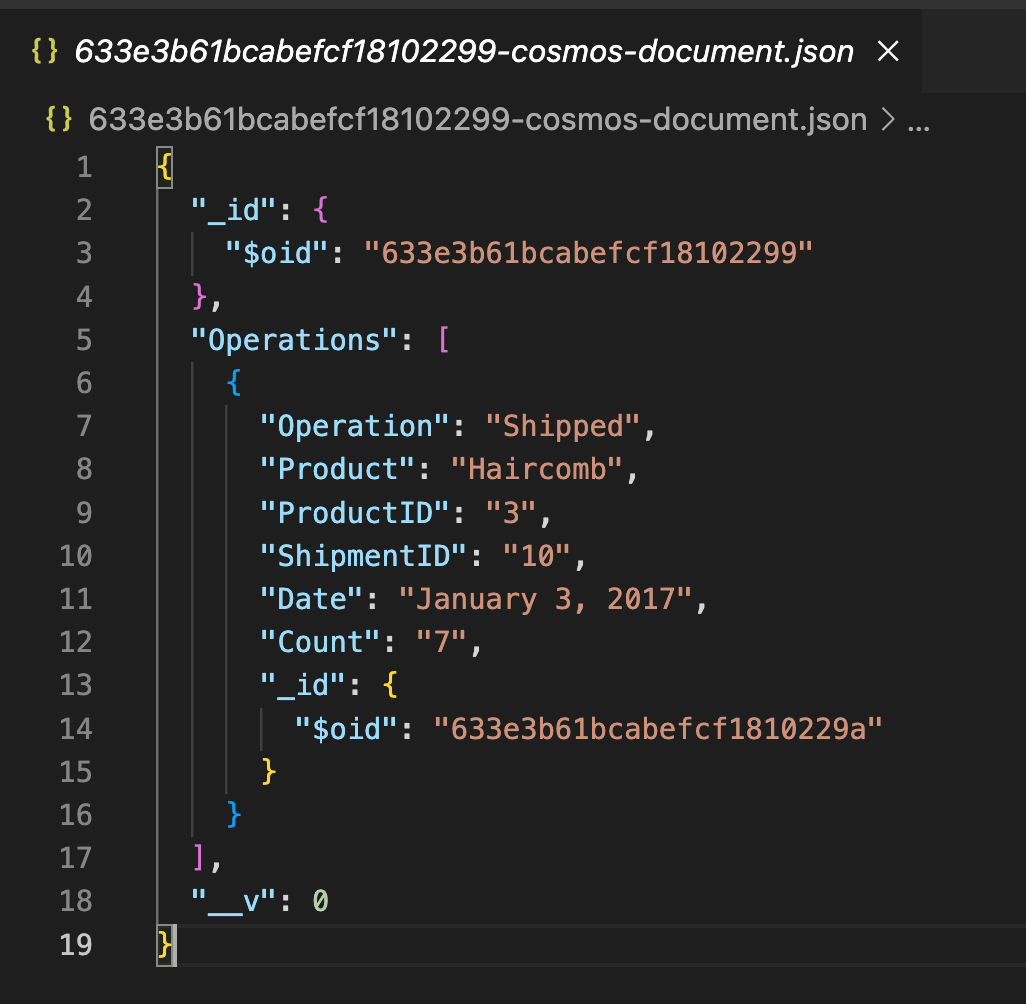 {} 633e3b61bcabefcf18102299-cosmos-document.json ×
{} 633e3b61bcabefcf18102299-cosmos-document.json > ...
1 {
2 "_id": {
3 "$oid": "633e3b61bcabefcf18102299"
4 },
5 "Operations": [
6 {
7 "Operation": "Shipped",
8 "Product": "Haircomb",
9 "ProductID": "3",
10 "ShipmentID": "10",
11 "Date": "January 3, 2017",
12 "Count": "7",
13 "_id": {
14 "$oid": "633e3b61bcabefcf1810229a"
15 }
16 }
17 ],
18 "__v": 0
19 }